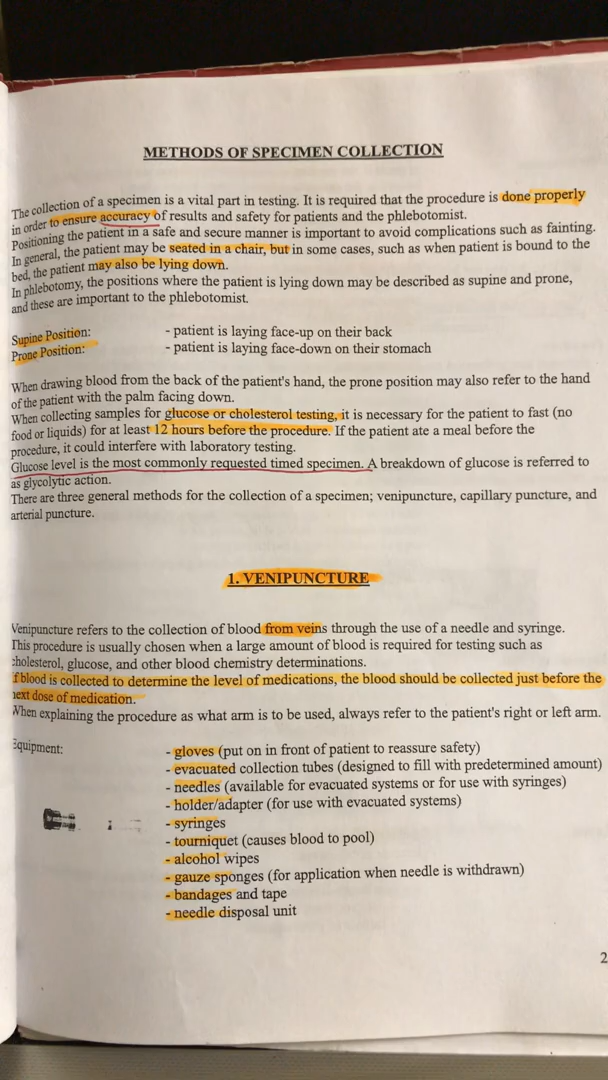 METHODS OF SPECIMEN COLLECTION
The collection of a specimen is a vital part in testing. It is required that the procedure is done properly
in order to ensure accuracy of results and safety for patients and the phlebotomist.
Positioning the patient in a safe and secure manner is important to avoid complications such as fainting.
In general, the patient may be seated in a chair, but in some cases, such as when patient is bound to the
bed, the patient may also be lying down.
In phlebotomy, the positions where the patient is lying down may be described as supine and prone,
and these are important to the phlebotomist.
Supine Position: - patient is laying face-up on their back
Prone Position: - patient is laying face-down on their stomach
When drawing blood from the back of the patient's hand, the prone position may also refer to the hand
of the patient with the palm facing down.
When collecting samples for glucose or cholesterol testing, it is necessary for the patient to fast (no
food or liquids) for at least 12 hours before the procedure. If the patient ate a meal before the
procedure, it could interfere with laboratory testing.
Glucose level is the most commonly requested timed specimen. A breakdown of glucose is referred to
as glycolytic action.
There are three general methods for the collection of a specimen; venipuncture, capillary puncture, and
arterial puncture.
1. VENIPUNCTURE
Venipuncture refers to the collection of blood from veins through the use of a needle and syringe.
This procedure is usually chosen when a large amount of blood is required for testing such as
cholesterol, glucose, and other blood chemistry determinations.
If blood is collected to determine the level of medications, the blood should be collected just before the
next dose of medication.
When explaining the procedure as what arm is to be used, always refer to the patient's right or left arm.
Equipment: - gloves (put on in front of patient to reassure safety)
- evacuated collection tubes (designed to fill with predetermined amount)
- needles (available for evacuated systems or for use with syringes)
- holder/adapter (for use with evacuated systems)
- syringes
- tourniquet (causes blood to pool)
- alcohol wipes
- gauze sponges (for application when needle is withdrawn)
- bandages and tape
- needle disposal unit
2